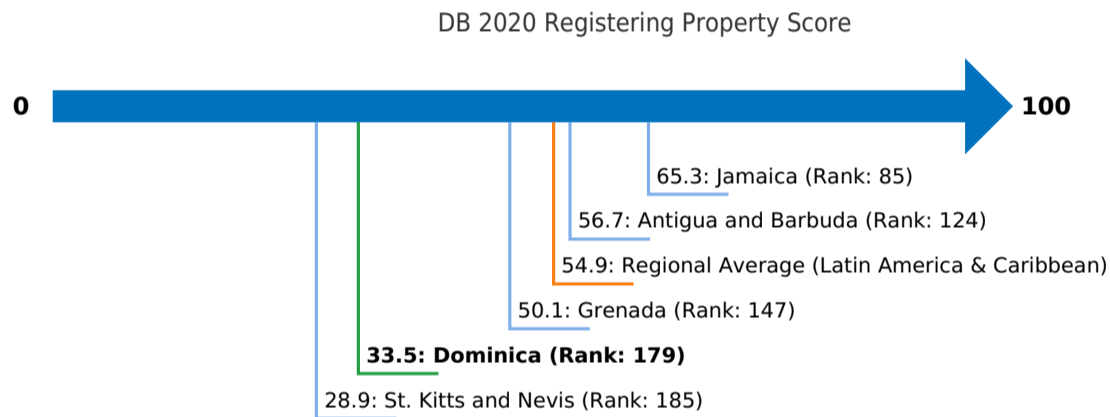 DB 2020 Registering Property Score
0
100
65.3: Jamaica (Rank: 85)
56.7: Antigua and Barbuda (Rank: 124)
54.9: Regional Average (Latin America & Caribbean)
50.1: Grenada (Rank: 147)
33.5: Dominica (Rank: 179)
28.9: St. Kitts and Nevis (Rank: 185)